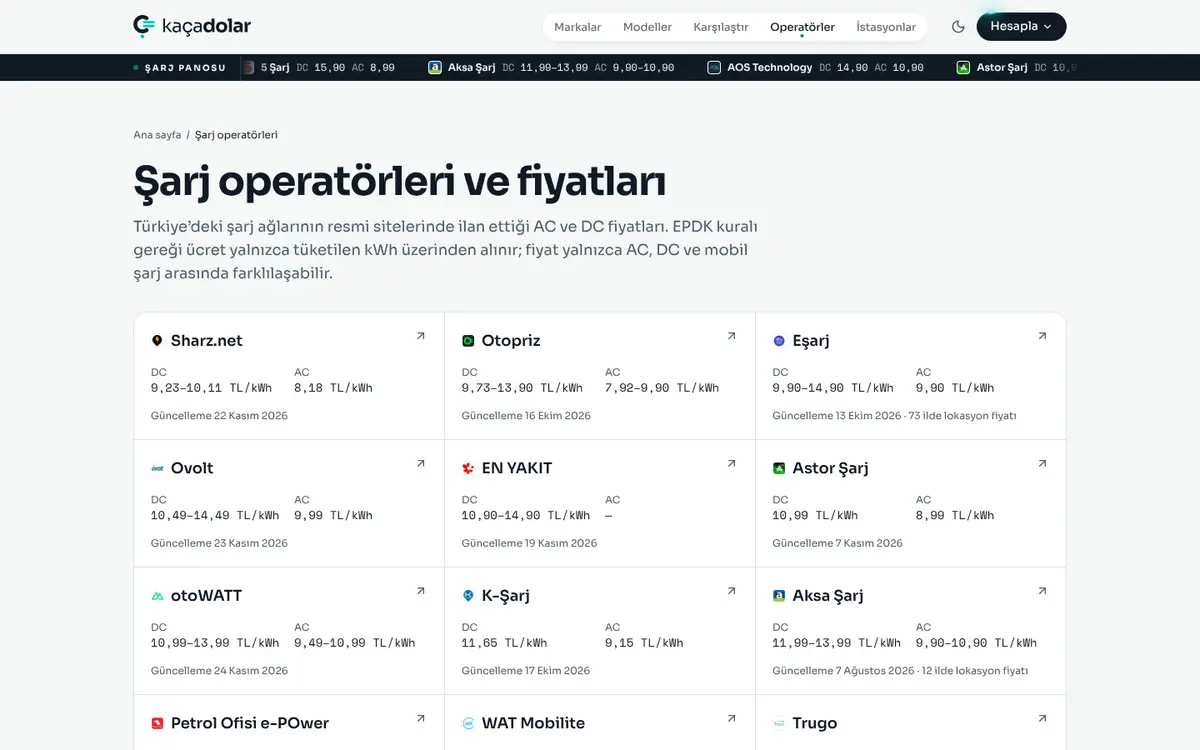 kaçadolar
Markalar Modeller Karşılaştır Operatörler İstasyonlar Hesapla
ŞARJ PANOSU 5 Şarj DC 15,90 AC 8,99 Aksa Şarj DC 11,99–13,99 AC 9,90–10,90 AOS Technology DC 14,90 AC 10,90 Astor Şarj DC
Ana sayfa / Şarj operatörleri
Şarj operatörleri ve fiyatları
Türkiye’deki şarj ağlarının resmi sitelerinde ilan ettiği AC ve DC fiyatları. EPDK kuralı
gereği ücret yalnızca tüketilen kWh üzerinden alınır; fiyat yalnızca AC, DC ve mobil
şarj arasında farklılaşabilir.
Sharz.net
DC AC
9,23–10,11 TL/kWh 8,18 TL/kWh
Güncelleme 22 Kasım 2026
Otopriz
DC AC
9,73–13,90 TL/kWh 7,92–9,90 TL/kWh
Güncelleme 16 Ekim 2026
Eşarj
DC AC
9,90–14,90 TL/kWh 9,90 TL/kWh
Güncelleme 13 Ekim 2026 · 73 ilde lokasyon fiyatı
Ovolt
DC AC
10,49–14,49 TL/kWh 9,99 TL/kWh
Güncelleme 23 Kasım 2026
EN YAKIT
DC AC
10,90–14,90 TL/kWh –
Güncelleme 19 Kasım 2026
Astor Şarj
DC AC
10,99 TL/kWh 8,99 TL/kWh
Güncelleme 7 Kasım 2026
otoWATT
DC AC
10,99–13,99 TL/kWh 9,49–10,99 TL/kWh
Güncelleme 24 Kasım 2026
K-Şarj
DC AC
11,65 TL/kWh 9,15 TL/kWh
Güncelleme 17 Ekim 2026
Aksa Şarj
DC AC
11,99–13,99 TL/kWh 9,90–10,90 TL/kWh
Güncelleme 7 Ağustos 2026 · 12 ilde lokasyon fiyatı
Petrol Ofisi e-POwer
WAT Mobilite
Trugo